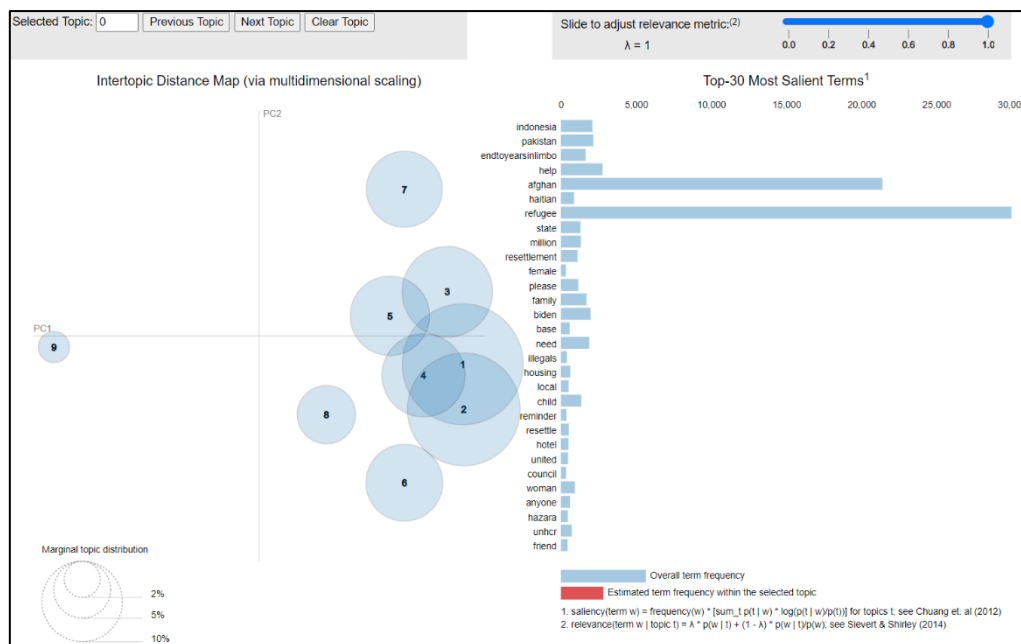 Selected Topic: 0 Previous Topic Next Topic Clear Topic
Slide to adjust relevance metric:(2)
λ = 1
0.0 0.2 0.4 0.6 0.8 1.0
Intertopic Distance Map (via multidimensional scaling)
PC2
PC1
7
3
5
1
4
2
9
8
6
Marginal topic distribution
2%
5%
10%
Top-30 Most Salient Terms1
0 5,000 10,000 15,000 20,000 25,000 30,00
indonesia
pakistan
endtoyearsinlimbo
help
afghan
haitian
refugee
state
million
resettlement
female
please
family
biden
base
need
illegals
housing
local
child
reminder
resettle
hotel
united
council
woman
anyone
hazara
unhcr
friend
Overall term frequency
Estimated term frequency within the selected topic
1. saliency(term w) = frequency(w) * [sum_t p(t | w) * log(p(t | w)/p(t))] for topics t; see Chuang et. al (2012)
2. relevance(term w | topic t) = λ * p(w | t) + (1 - λ) * p(w | t)/p(w); see Sievert & Shirley (2014)